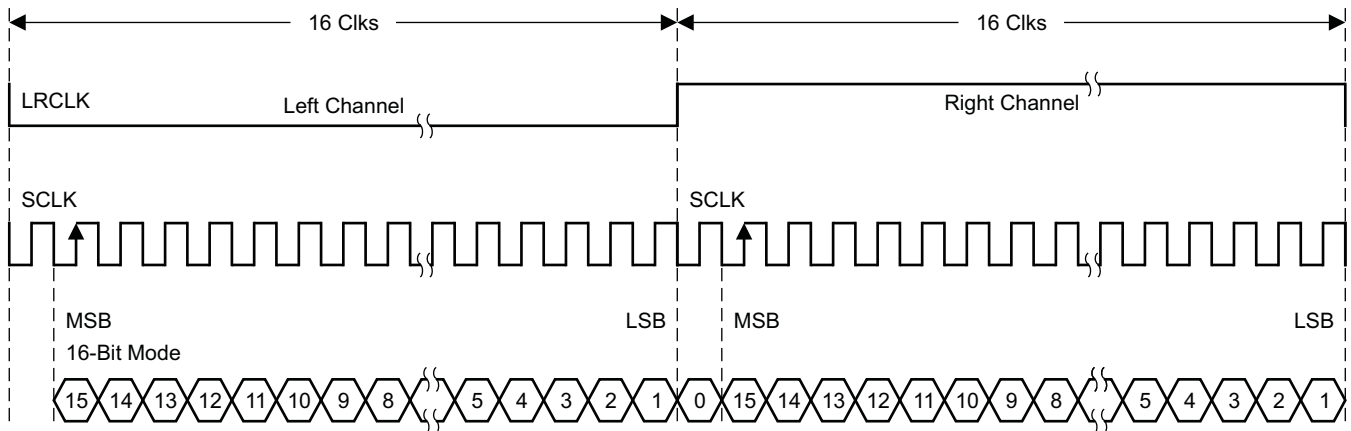 16 Clks 16 Clks
LRCLK Left Channel Right Channel
SCLK SCLK
MSB LSB MSB LSB
16-Bit Mode
15 14 13 12 11 10 9 8 5 4 3 2 1 0 15 14 13 12 11 10 9 8 5 4 3 2 1